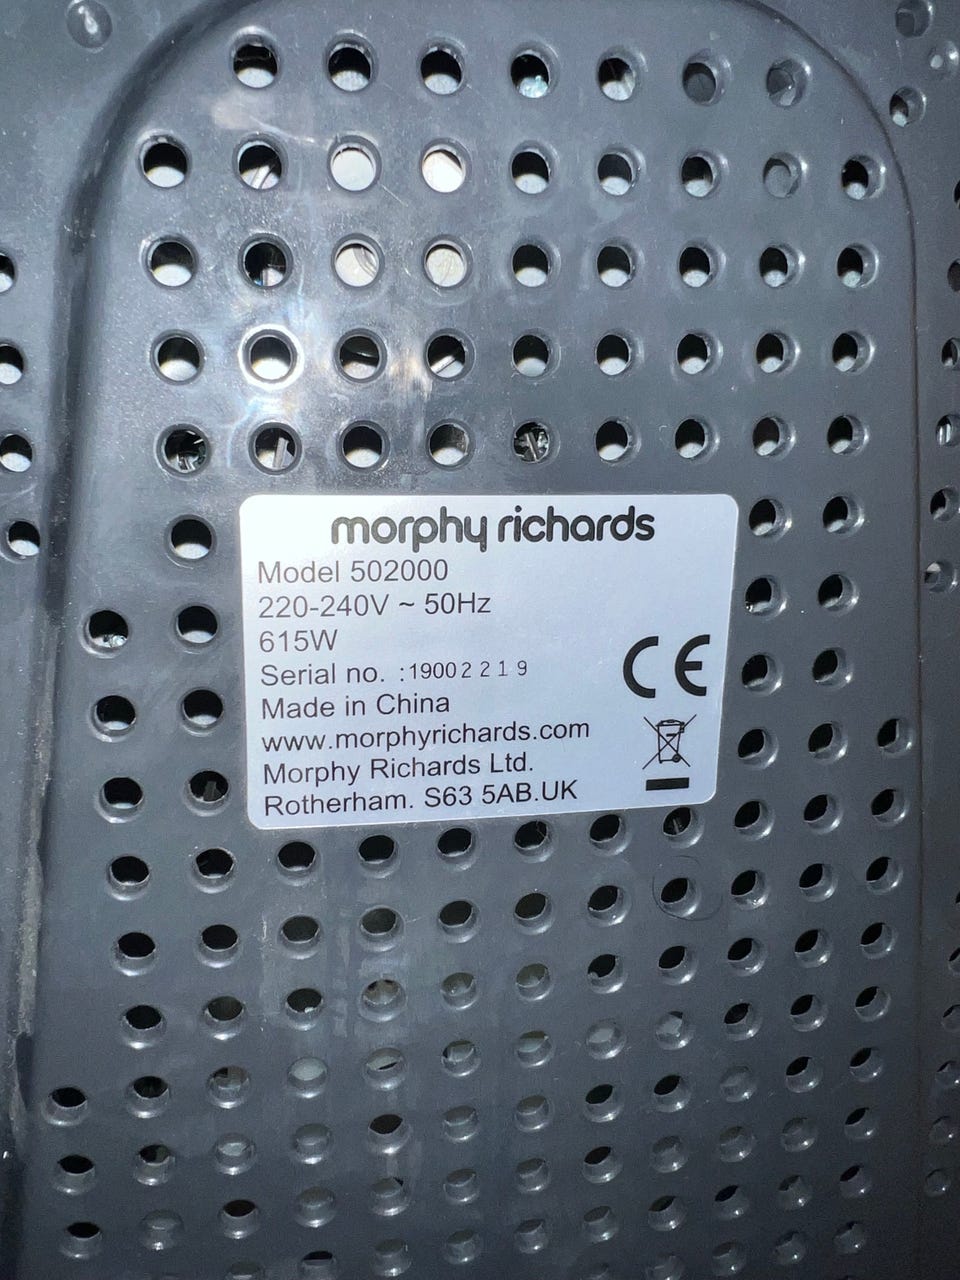 morphy richards
Model 502000
220-240V ~ 50Hz
615W
Serial no. :19002219
Made in China
www.morphyrichards.com
Morphy Richards Ltd.
Rotherham. S63 5AB.UK
CE